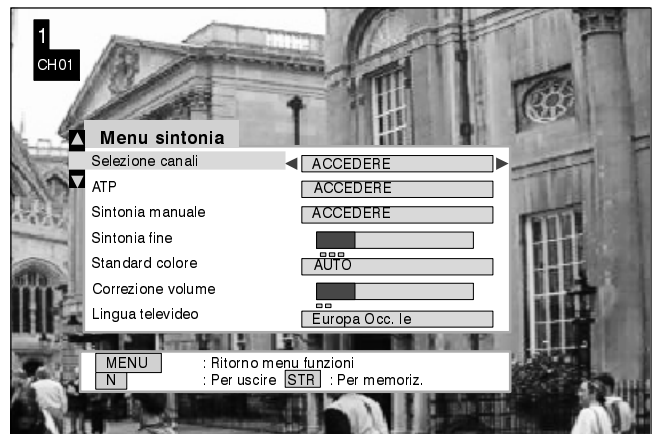 1
CH01
Menu sintonia
Selezione canali ACCEDERE
ATP ACCEDERE
Sintonia manuale ACCEDERE
Sintonia fine
Standard colore AUTO
Correzione volume
Lingua televideo Europa Occ. le
MENU : Ritorno menu funzioni
N : Per uscire STR : Per memoriz.